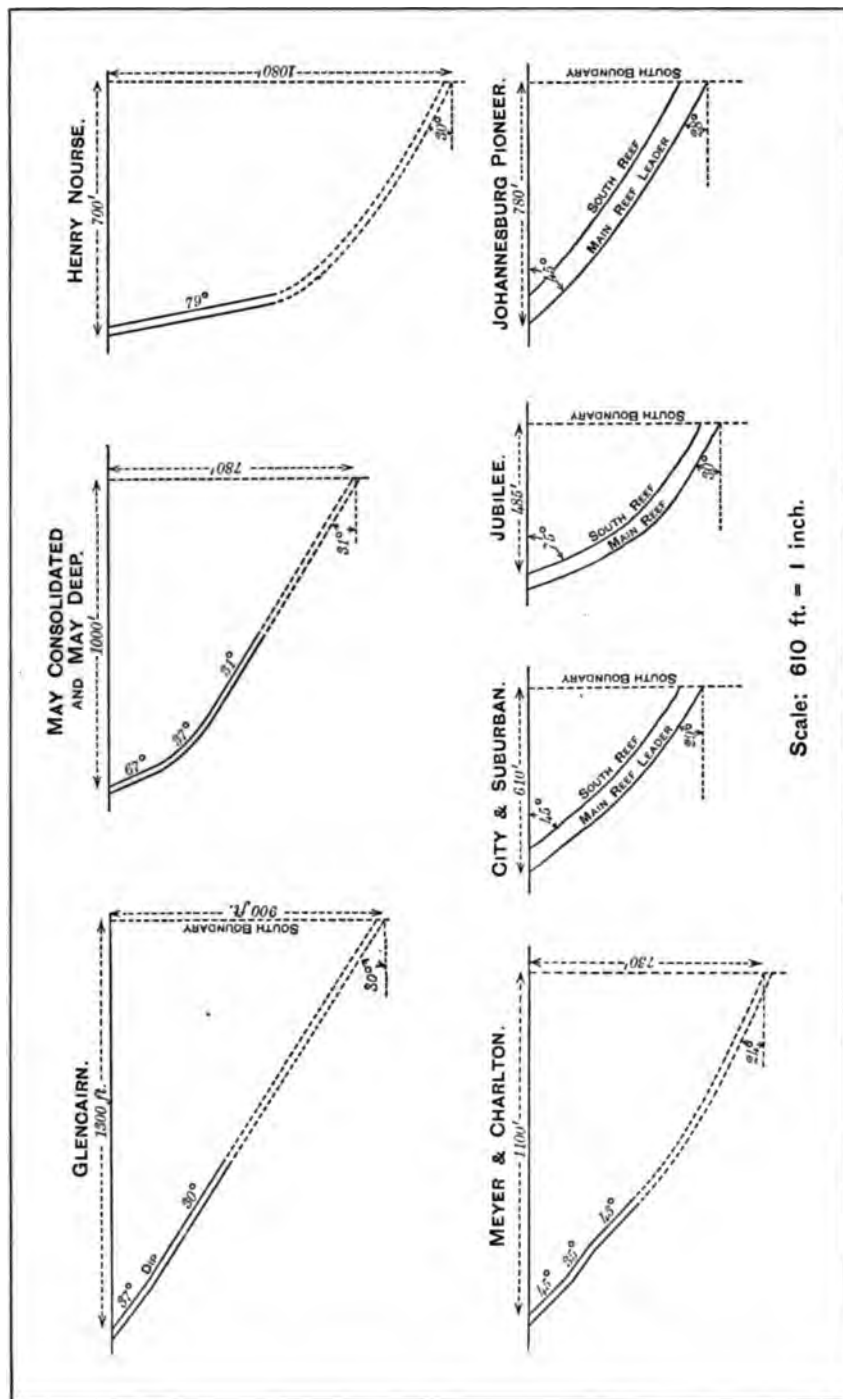 GLENCAIRN.
1300 ft.
37°
DIP
30°
900 ft.
SOUTH BOUNDARY
30°
MAY CONSOLIDATED
AND MAY DEEP.
1000'
67°
37°
31°
780'
31°
HENRY NOURSE.
700'
79°
1080'
30°
MEYER & CHARLTON.
1100'
45°
35°
43°
730'
24°
CITY & SUBURBAN.
610'
45°
SOUTH REEF
MAIN REEF LEADER
SOUTH BOUNDARY
JUBILEE.
485'
SOUTH REEF
MAIN REEF
SOUTH BOUNDARY
30°
JOHANNESBURG PIONEER.
780'
45°
SOUTH REEF
MAIN REEF LEADER
SOUTH BOUNDARY
Scale: 610 ft. = 1 inch.